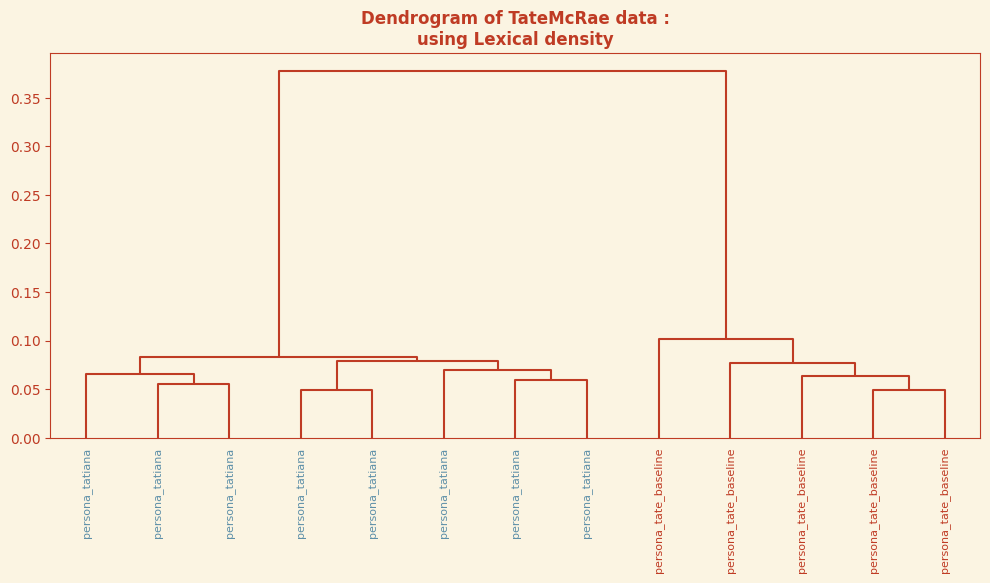 Dendrogram of TateMcRae data :
using Lexical density
0.35
0.30
0.25
0.20
0.15
0.10
0.05
0.00
persona_tatiana
persona_tatiana
persona_tatiana
persona_tatiana
persona_tatiana
persona_tatiana
persona_tatiana
persona_tatiana
persona_tate_baseline
persona_tate_baseline
persona_tate_baseline
persona_tate_baseline
persona_tate_baseline